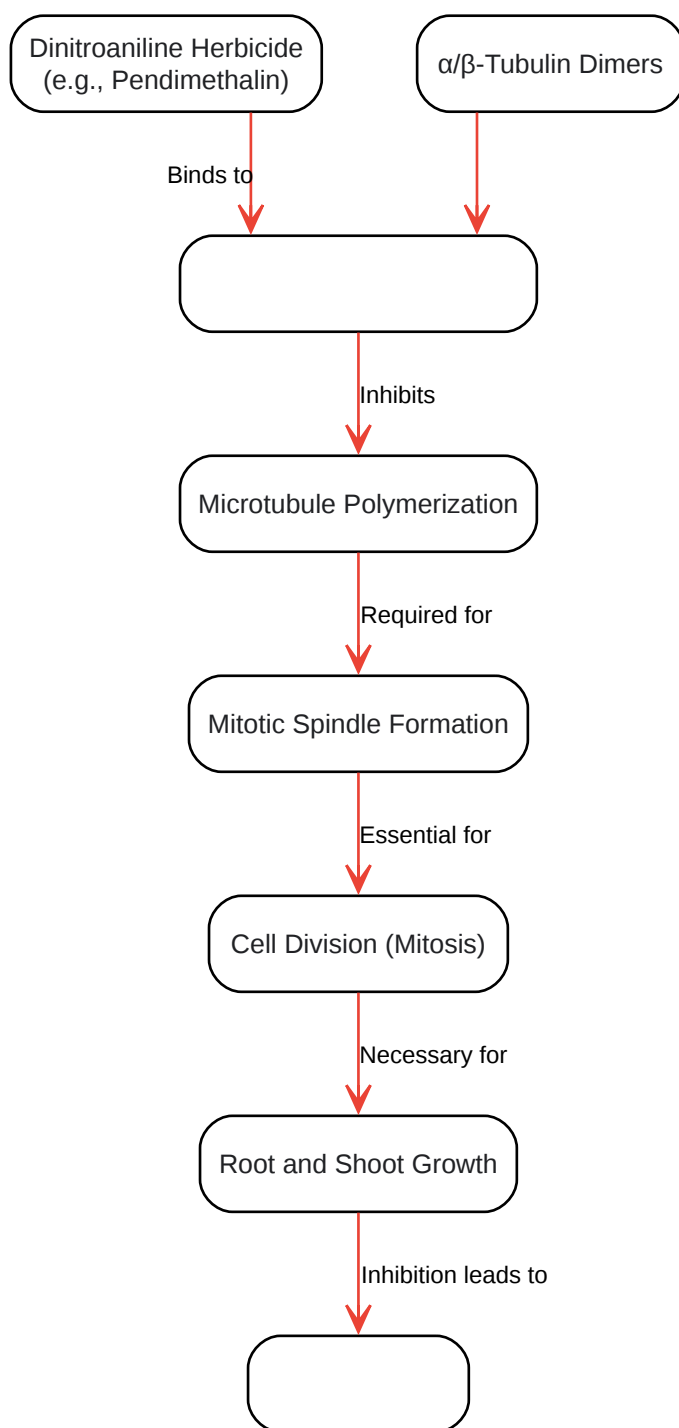 Dinitroaniline Herbicide
(e.g., Pendimethalin)
α/β-Tubulin Dimers
Binds to
Inhibits
Microtubule Polymerization
Required for
Mitotic Spindle Formation
Essential for
Cell Division (Mitosis)
Necessary for
Root and Shoot Growth
Inhibition leads to